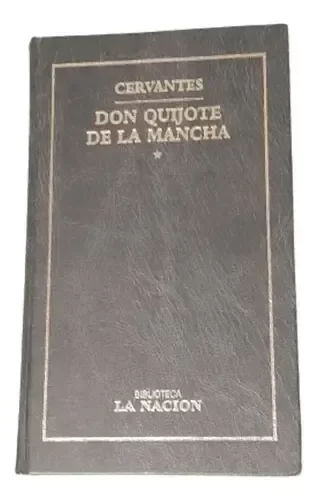 CERVANTES
DON QUIJOTE
DE LA MANCHA
*
BIBLIOTECA
LA NACION